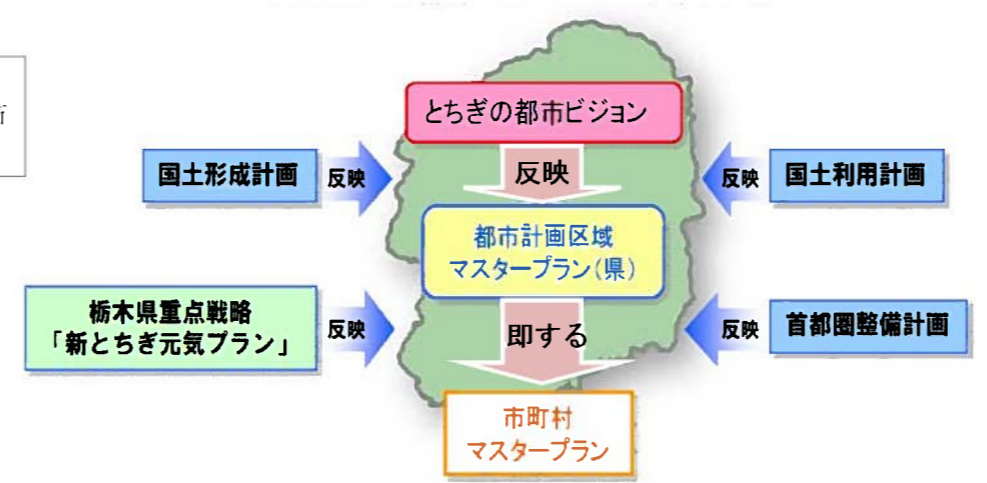 とちぎの都市ビジョン
国土形成計画
反映
反映
反映
国土利用計画
都市計画区域
マスタープラン(県)
栃木県重点戦略
「新とちぎ元気プラン」
反映
即する
反映
首都圏整備計画
市町村
マスタープラン